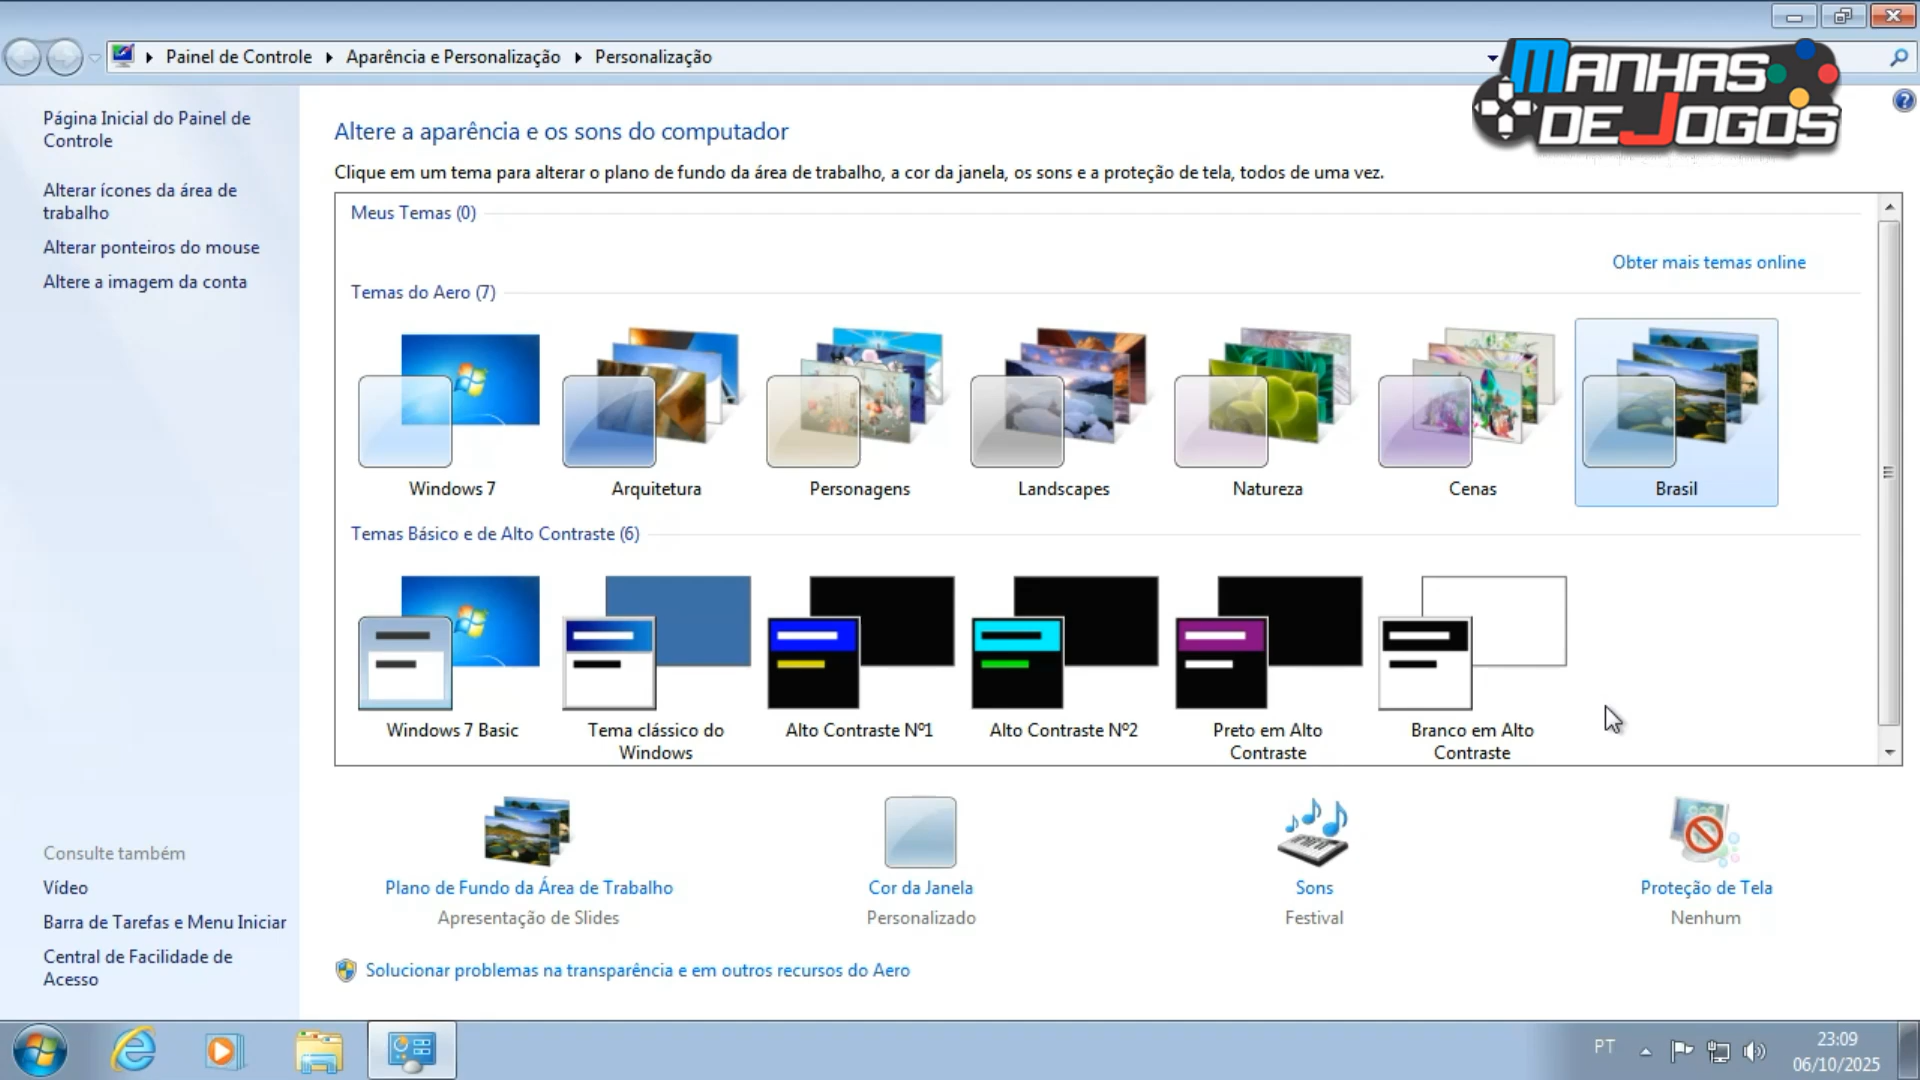 Painel de Controle
Aparência e Personalização
Personalização
MANHAS
DE JOGOS
Página Inicial do Painel de
Controle
Alterar ícones da área de
trabalho
Alterar ponteiros do mouse
Altere a imagem da conta
Altere a aparência e os sons do computador
Clique em um tema para alterar o plano de fundo da área de trabalho, a cor da janela, os sons e a proteção de tela, todos de uma vez.
Meus Temas (0)
Obter mais temas online
Temas do Aero (7)
Windows 7
Arquitetura
Personagens
Landscapes
Natureza
Cenas
Brasil
Temas Básico e de Alto Contraste (6)
Windows 7 Basic
Tema clássico do
Windows
Alto Contraste Nº1
Alto Contraste Nº2
Preto em Alto
Contraste
Branco em Alto
Contraste
Plano de Fundo da Área de Trabalho
Apresentação de Slides
Cor da Janela
Personalizado
Sons
Festival
Proteção de Tela
Nenhum
Solucionar problemas na transparência e em outros recursos do Aero
Consulte também
Vídeo
Barra de Tarefas e Menu Iniciar
Central de Facilidade de
Acesso
PT
23:09
06/10/2025